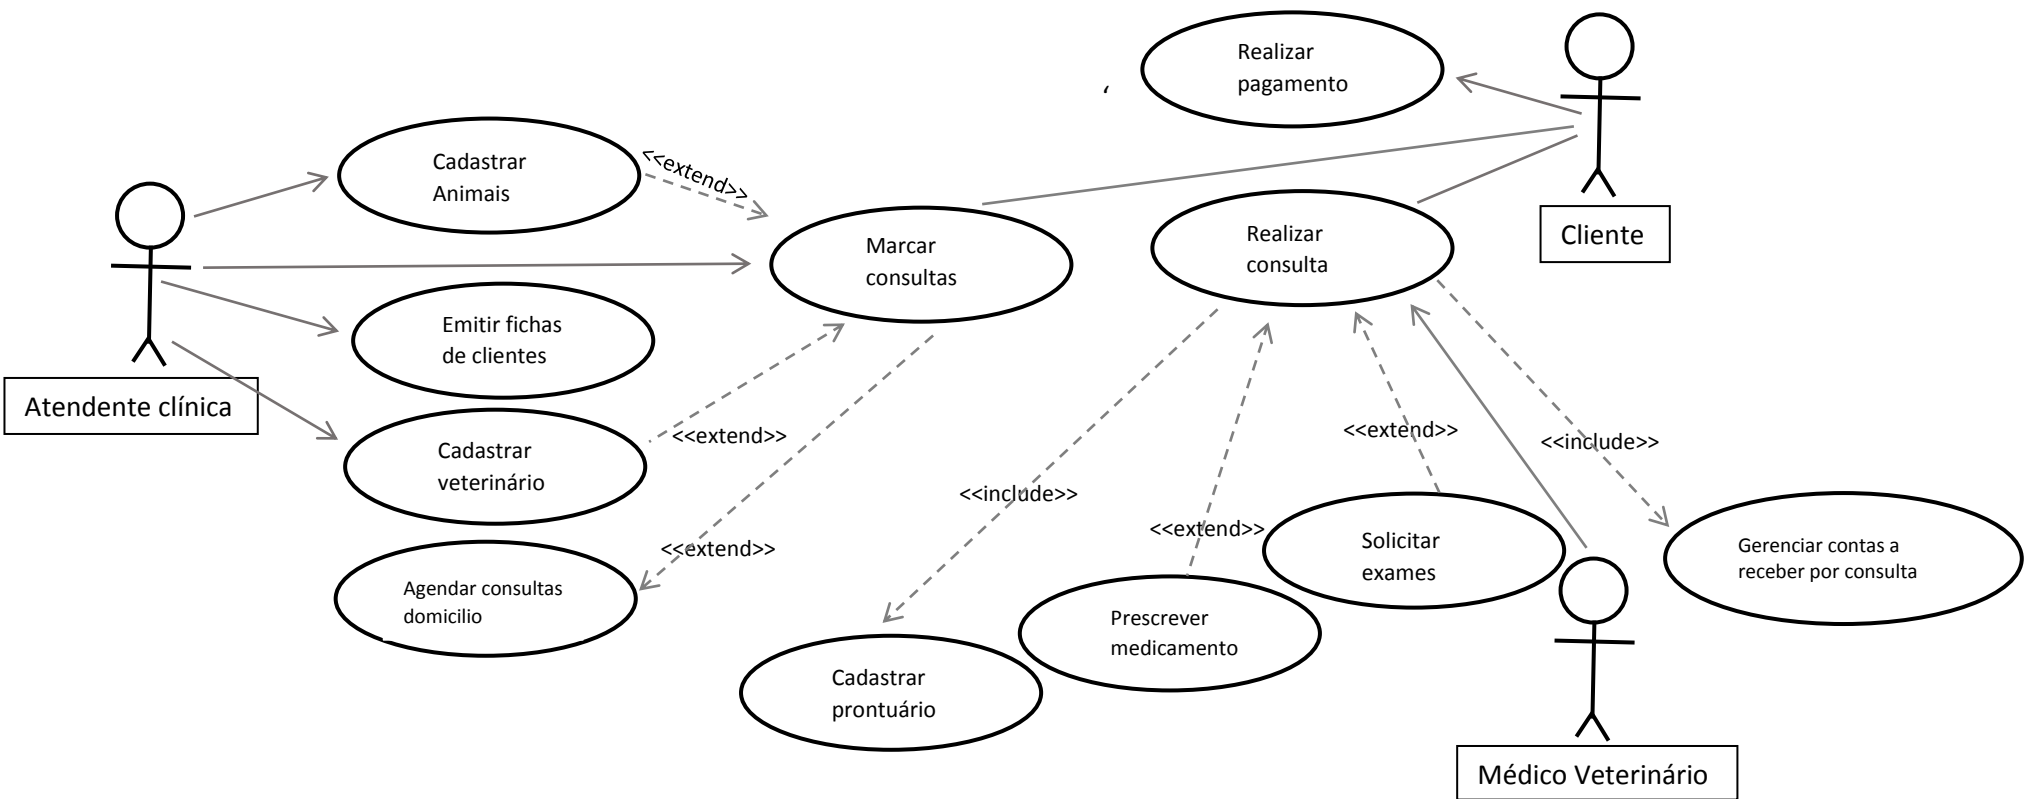 Realizar
pagamento
‘
Cadastrar
Animais
<<extend>>
Cliente
Marcar
consultas
Realizar
consulta
Emitir fichas
de clientes
Atendente clínica
Cadastrar
veterinário
<<extend>>
<<extend>>
<<include>>
<<include>>
<<extend>>
<<extend>>
Solicitar
exames
Gerenciar contas a
receber por consulta
Agendar consultas
domicilio
Prescrever
medicamento
Cadastrar
prontuário
Médico Veterinário